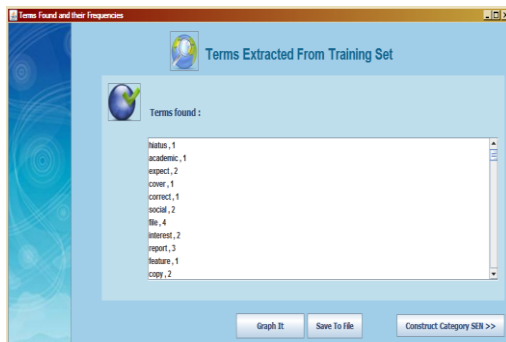 Terms Found and their Frequencies
Terms Extracted From Training Set
Terms found :
hiatus , 1
academic , 1
expect , 2
cover , 1
correct , 1
social , 2
file , 4
interest , 2
report , 3
feature , 1
copy , 2
Graph It Save To File Construct Category SEN >>